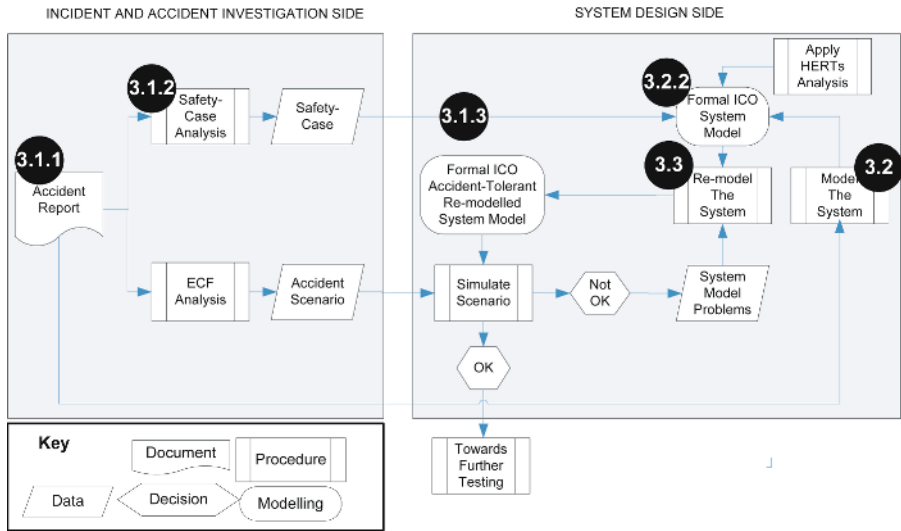 INCIDENT AND ACCIDENT INVESTIGATION SIDE
SYSTEM DESIGN SIDE
3.1.2
Safety-
Case
Analysis
Safety-
Case
3.1.3
3.2.2
Formal ICO
System
Model
Apply
HERTs
Analysis
3.1.1
Accident
Report
Formal ICO
Accident-Tolerant
Re-modelled
System Model
3.3
Re-model
The
System
3.2
Model
The
System
ECF
Analysis
Accident
Scenario
Simulate
Scenario
Not
OK
System
Model
Problems
OK
Towards
Further
Testing
Key
Document
Procedure
Data
Decision
Modelling